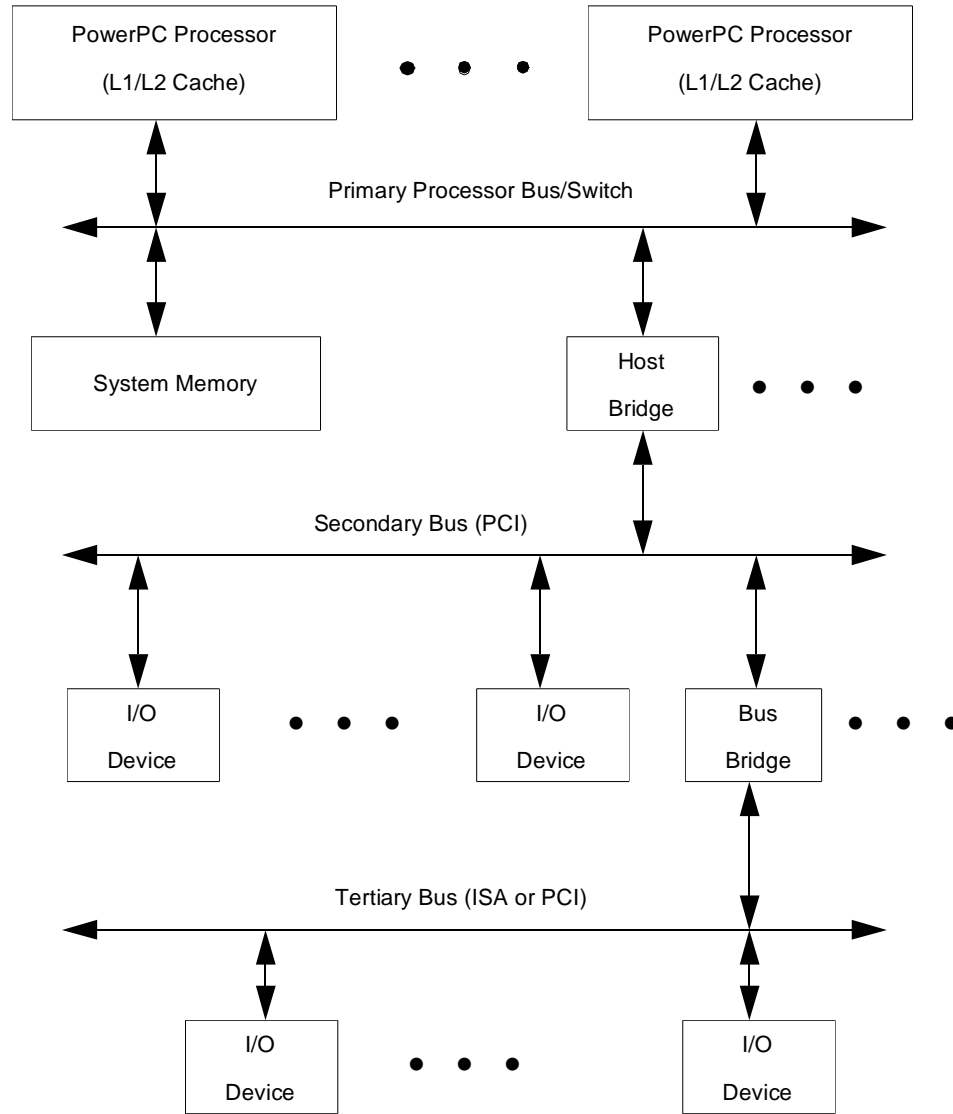 PowerPC Processor
(L1/L2 Cache)
PowerPC Processor
(L1/L2 Cache)
Primary Processor Bus/Switch
System Memory
Host
Bridge
Secondary Bus (PCI)
I/O
Device
I/O
Device
Bus
Bridge
Tertiary Bus (ISA or PCI)
I/O
Device
I/O
Device